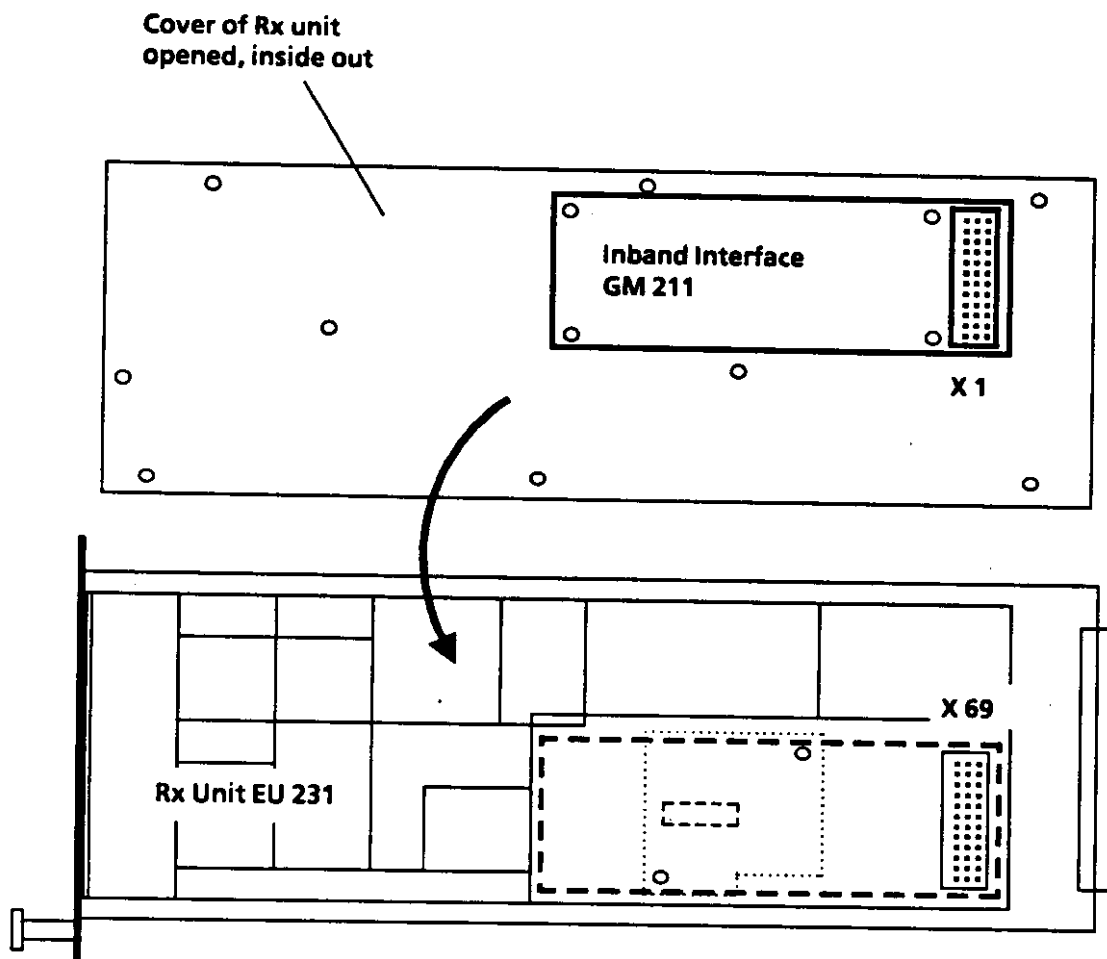 Cover of Rx unit
opened, inside out
Inband Interface
GM 211
X 1
X 69
Rx Unit EU 231